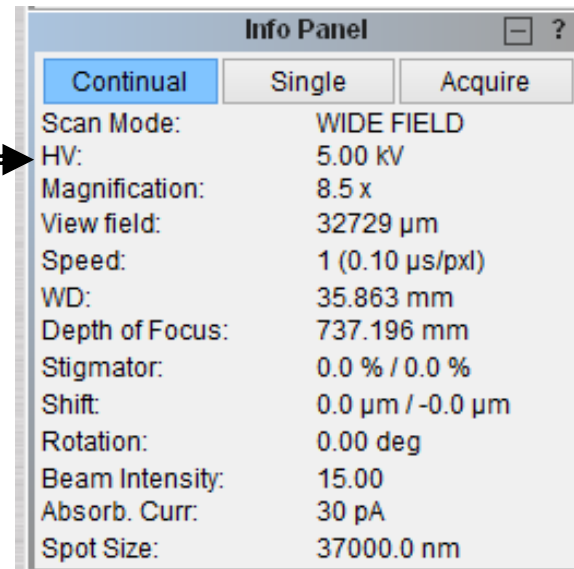 Info Panel — ?
Continual Single Acquire
Scan Mode: WIDE FIELD
HV: 5.00 kV
Magnification: 8.5 x
View field: 32729 µm
Speed: 1 (0.10 µs/pxl)
WD: 35.863 mm
Depth of Focus: 737.196 mm
Stigmator: 0.0 % / 0.0 %
Shift: 0.0 µm / -0.0 µm
Rotation: 0.00 deg
Beam Intensity: 15.00
Absorb. Curr: 30 pA
Spot Size: 37000.0 nm